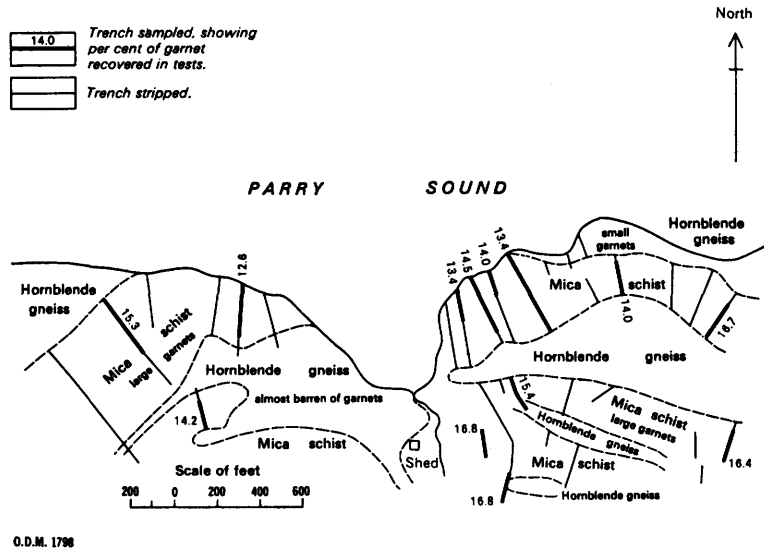 14.0
Trench sampled, showing
per cent of garnet
recovered in tests.
Trench stripped.
North
PARRY SOUND
Hornblende
gneiss
15.3
12.6
Mica schist
large garnets
Hornblende gneiss
almost barren of garnets
14.2
Mica schist
Shed
13.4
14.5
14.0
13.4
small
garnets
Hornblende
gneiss
Mica schist
14.0
16.7
Hornblende gneiss
15.4
Mica schist
large garnets
Hornblende
gneiss
16.8
16.4
Mica schist
16.8
Hornblende gneiss
Scale of feet
200 0 200 400 600
O.D.M. 1798